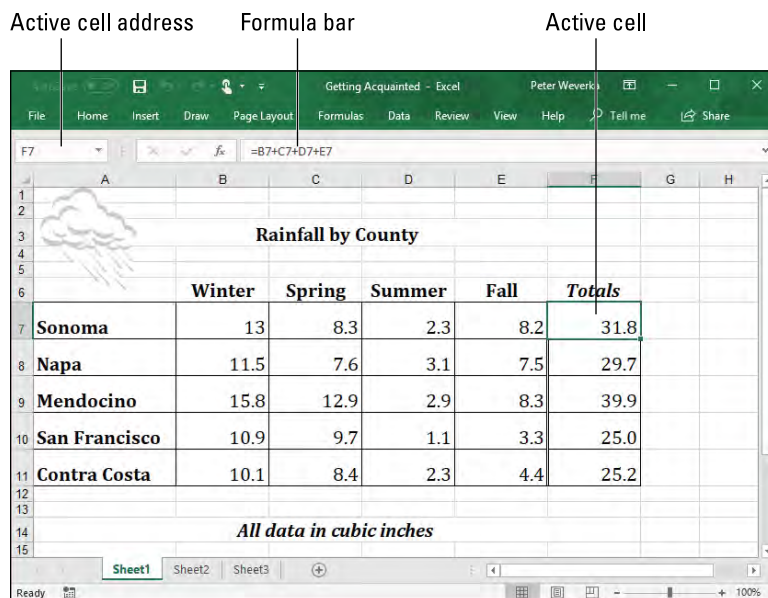 Active cell address Formula bar Active cell
Getting Acquainted - Excel Peter Weverka
File Home Insert Draw Page Layout Formulas Data Review View Help Tell me Share
F7 fx =B7+C7+D7+E7
A B C D E F G H
1
2
3 Rainfall by County
4
5
6 Winter Spring Summer Fall Totals
7 Sonoma 13 8.3 2.3 8.2 31.8
8 Napa 11.5 7.6 3.1 7.5 29.7
9 Mendocino 15.8 12.9 2.9 8.3 39.9
10 San Francisco 10.9 9.7 1.1 3.3 25.0
11 Contra Costa 10.1 8.4 2.3 4.4 25.2
12
13
14 All data in cubic inches
15
Sheet1 Sheet2 Sheet3
Ready 100%